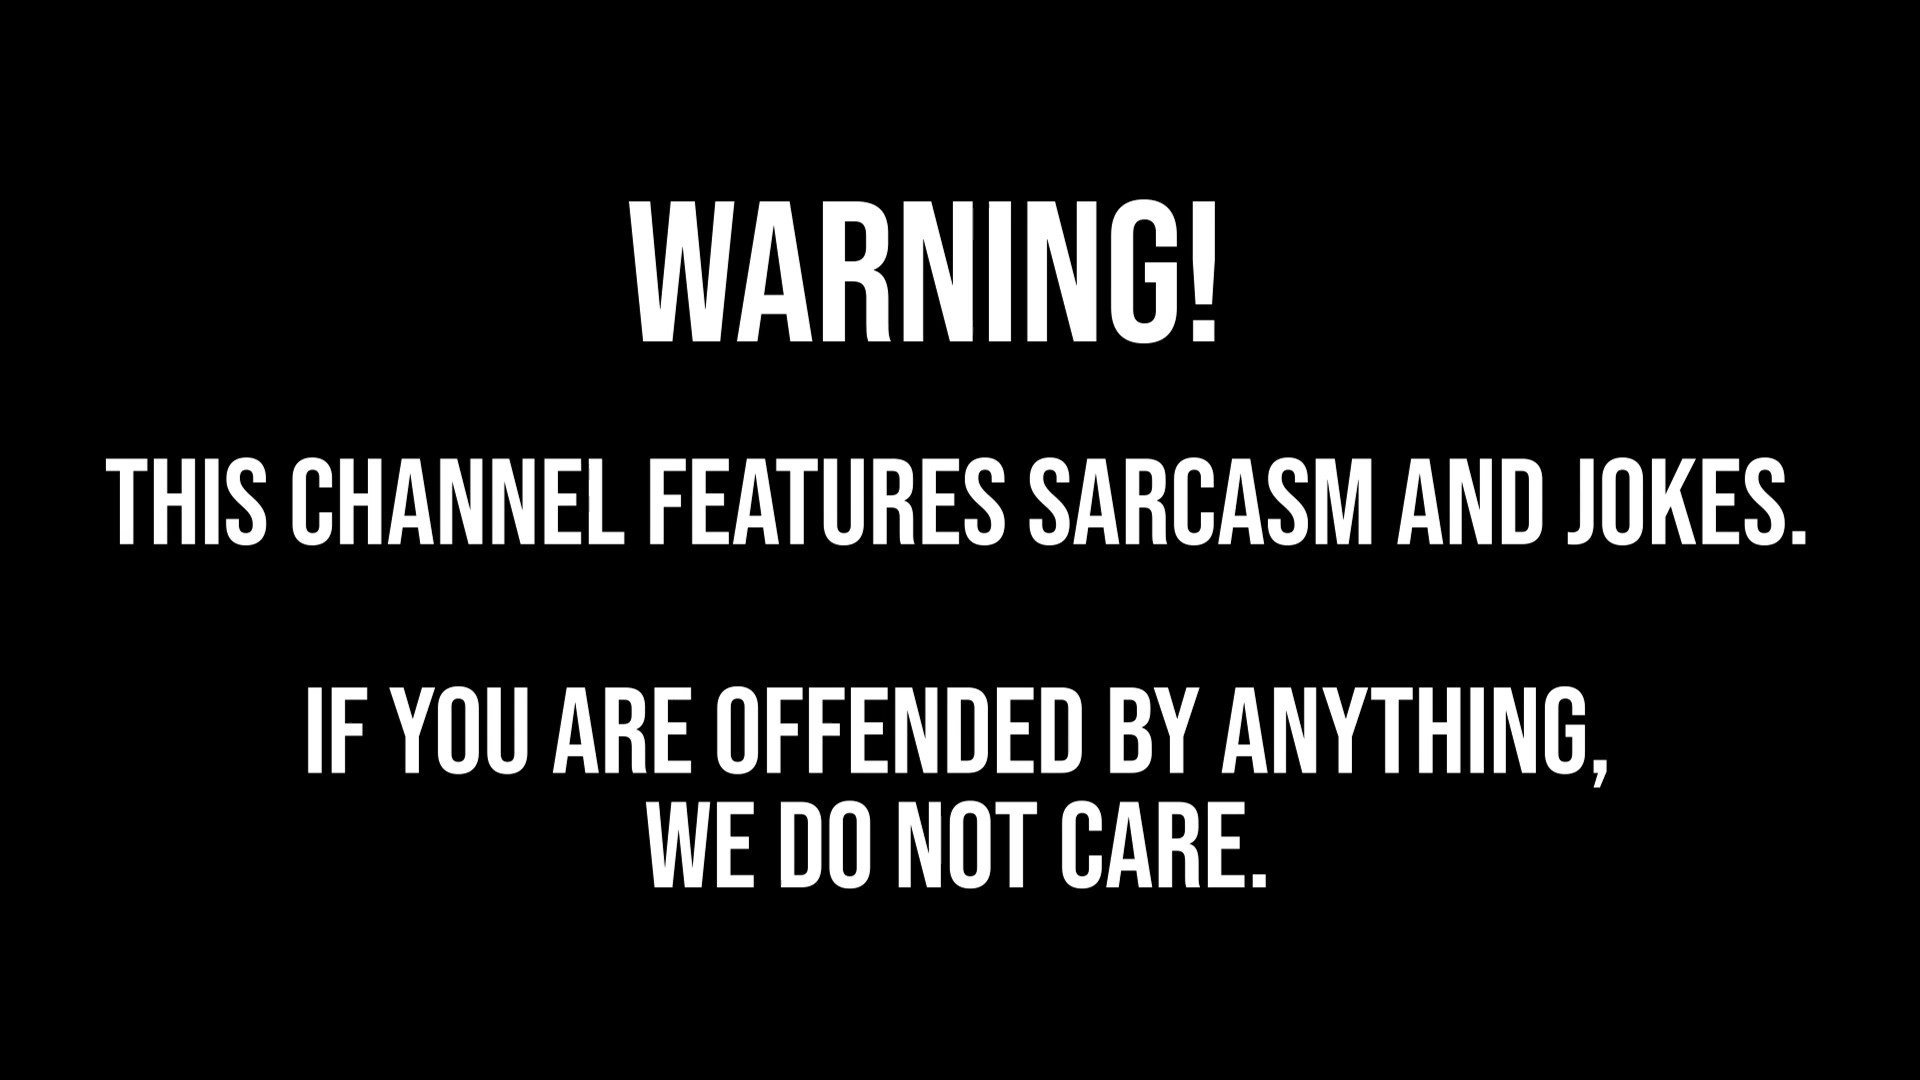 WARNING!
THIS CHANNEL FEATURES SARCASM AND JOKES.
IF YOU ARE OFFENDED BY ANYTHING,
WE DO NOT CARE.